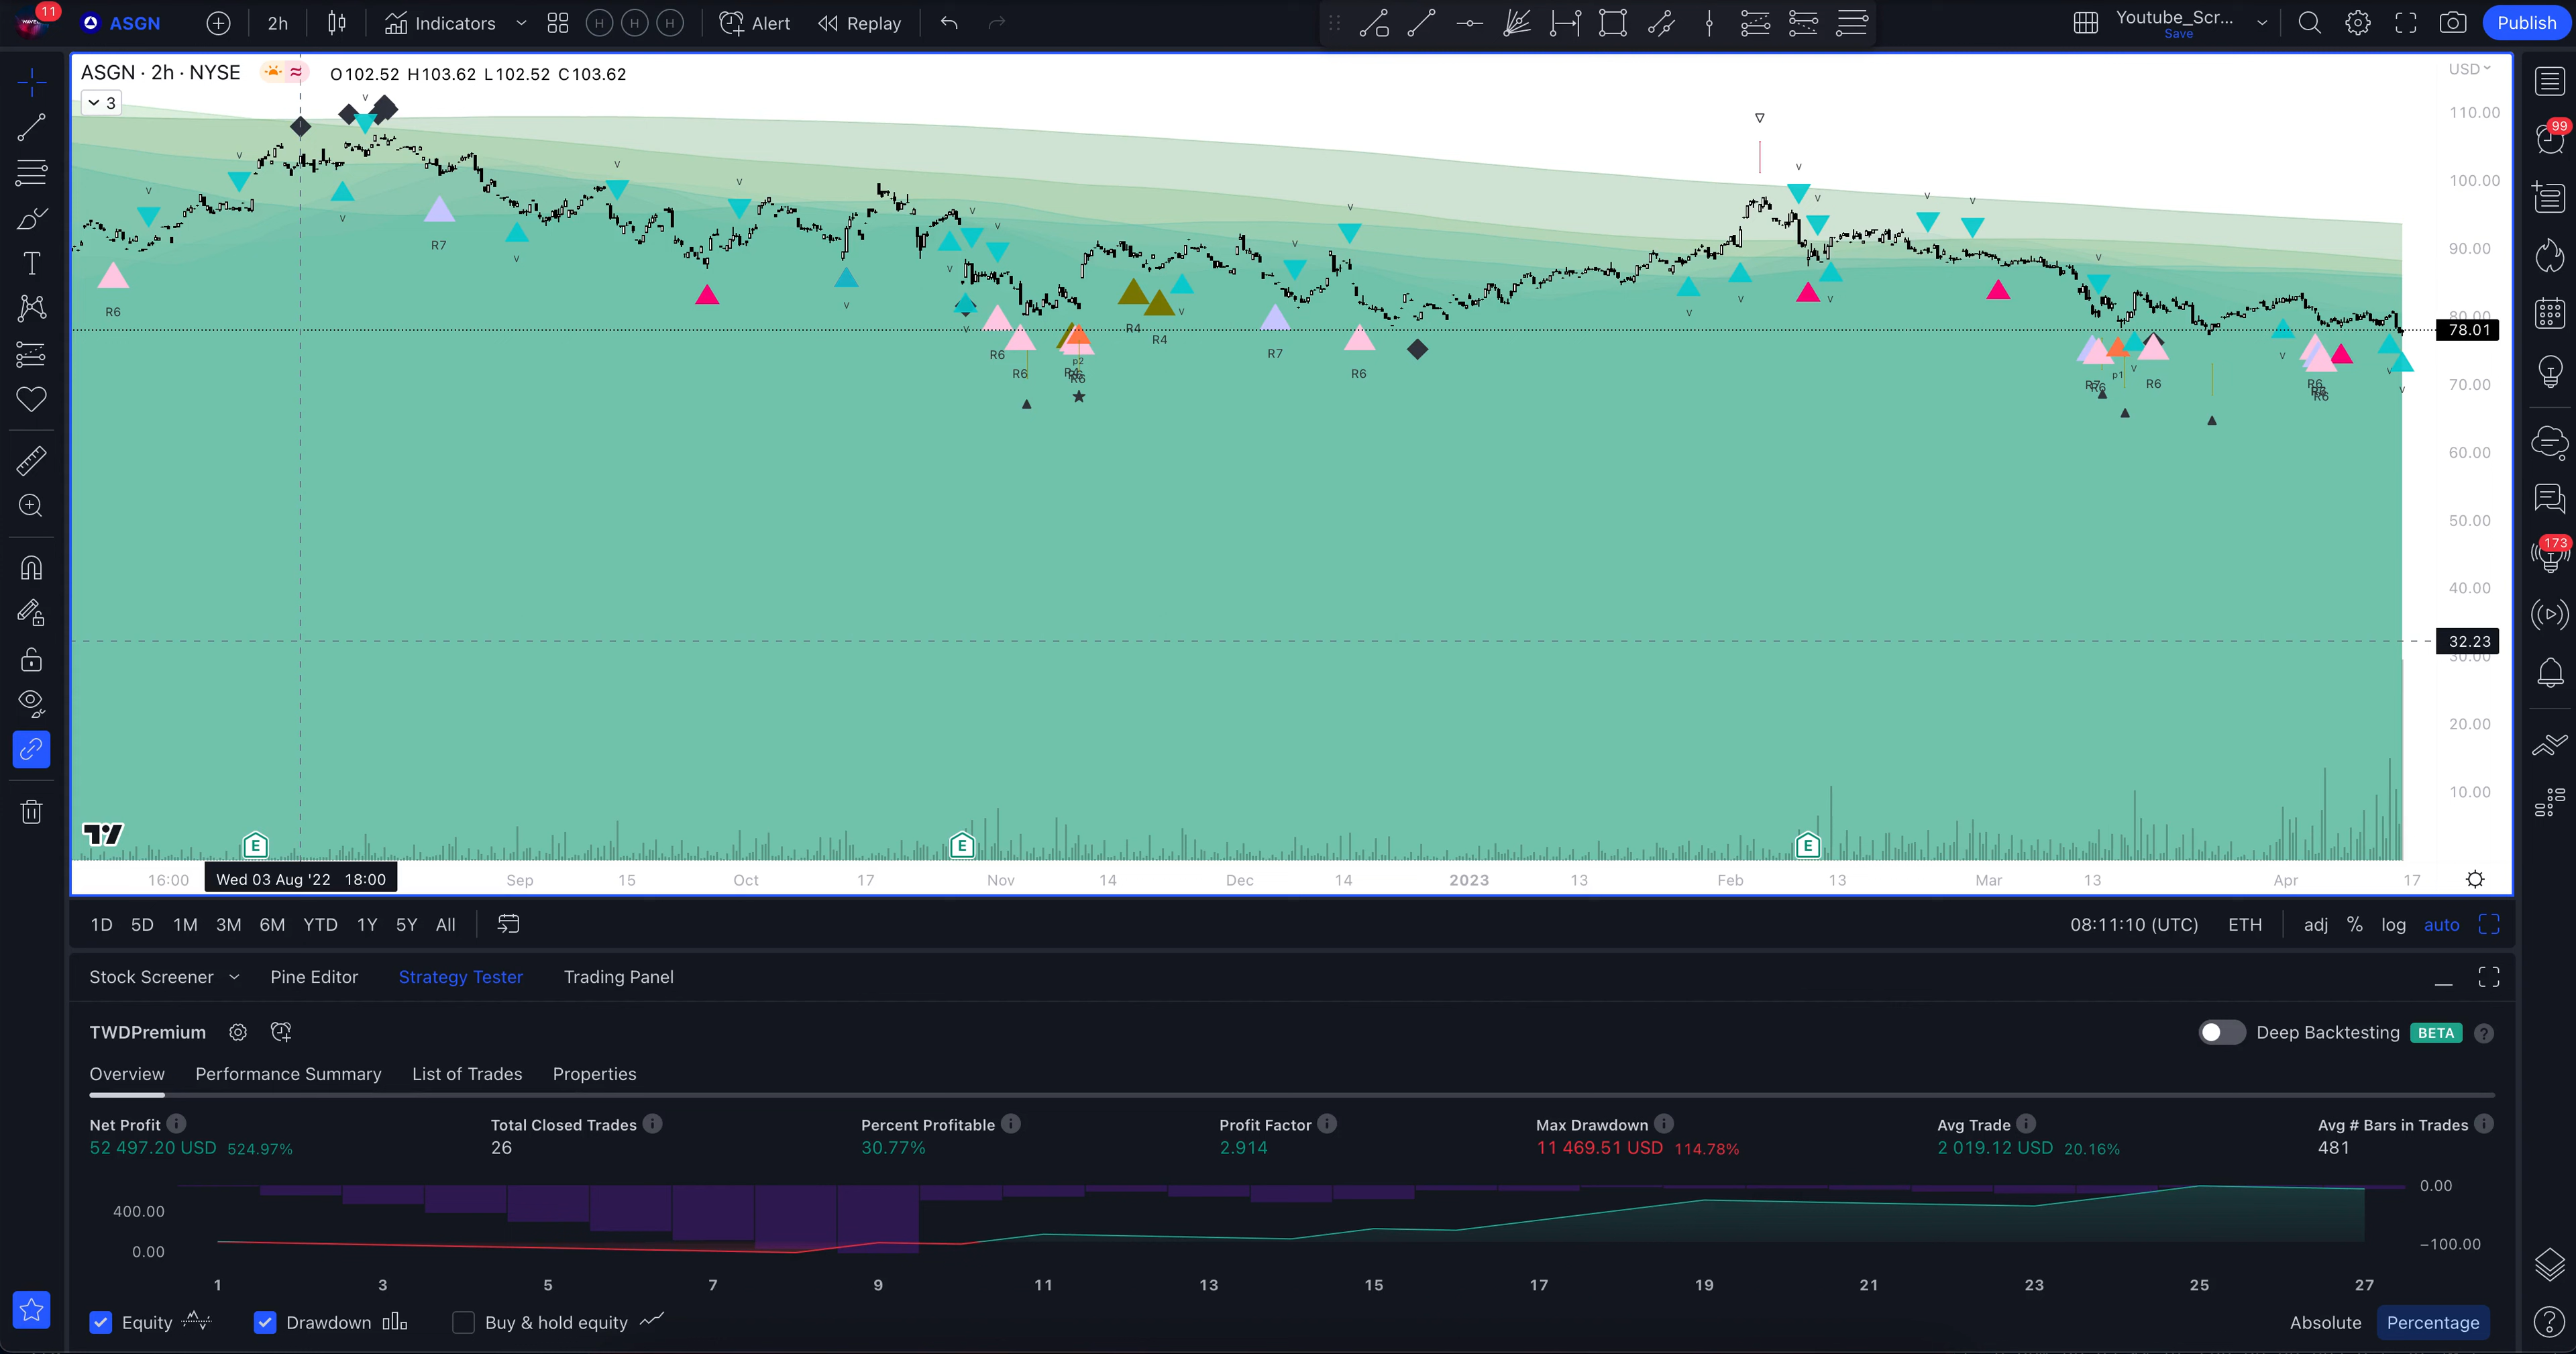 11 ASGN 2h Indicators H H H Alert Replay Youtube_Scr... Save Publish
ASGN · 2h · NYSE ≈ O102.52 H103.62 L102.52 C103.62 USD
3
110.00
100.00
90.00
80.00
78.01
70.00
60.00
50.00
40.00
32.23
30.00
20.00
10.00
99
173
v v v v v v v v v v v v v v v v v v v v
R6 R7 R6 R6 p2 R6 R4 R4 R7 R6 R7 R6 p1 R6 R6 R6
E E E
16:00 Wed 03 Aug '22 18:00 Sep 15 Oct 17 Nov 14 Dec 14 2023 13 Feb 13 Mar 13 Apr 17
1D 5D 1M 3M 6M YTD 1Y 5Y All 08:11:10 (UTC) ETH adj % log auto
Stock Screener Pine Editor Strategy Tester Trading Panel
TWDPremium Deep Backtesting BETA ?
Overview Performance Summary List of Trades Properties
Net Profit Total Closed Trades Percent Profitable Profit Factor Max Drawdown Avg Trade Avg # Bars in Trades
52 497.20 USD 524.97% 26 30.77% 2.914 11 469.51 USD 114.78% 2 019.12 USD 20.16% 481
400.00 0.00
0.00 −100.00
1 3 5 7 9 11 13 15 17 19 21 23 25 27
Equity Drawdown Buy & hold equity Absolute Percentage